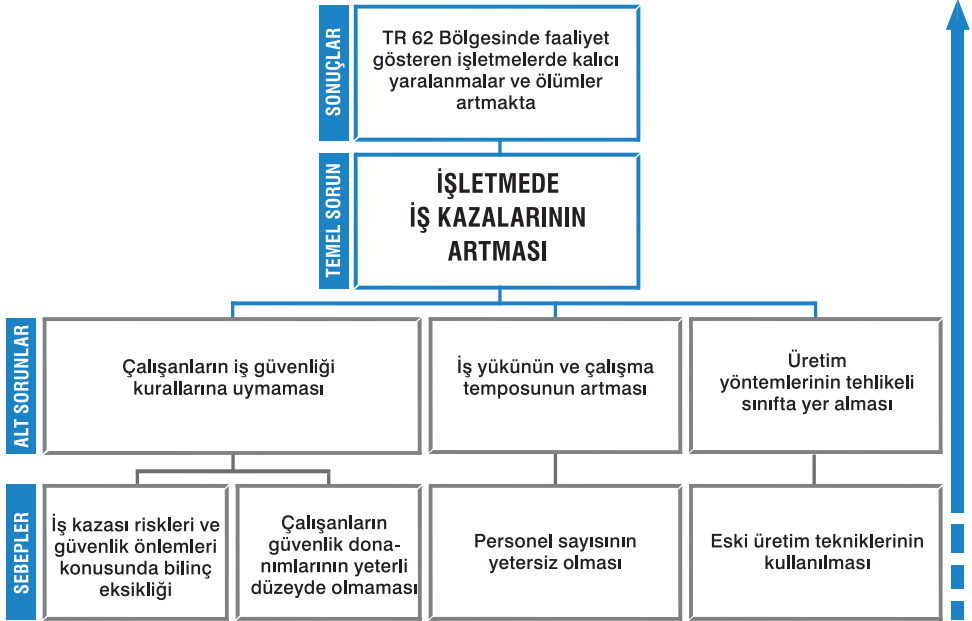 SONUÇLAR
TR 62 Bölgesinde faaliyet
gösteren işletmelerde kalıcı
yaralanmalar ve ölümler
artmakta
TEMEL SORUN
İŞLETMEDE
İŞ KAZALARININ
ARTMASI
ALT SORUNLAR
Çalışanların iş güvenliği
kurallarına uymaması
İş yükünün ve çalışma
temposunun artması
Üretim
yöntemlerinin tehlikeli
sınıfta yer alması
SEBEPLER
İş kazası riskleri ve
güvenlik önlemleri
konusunda bilinç
eksikliği
Çalışanların
güvenlik dona-
nımlarının yeterli
düzeyde olmaması
Personel sayısının
yetersiz olması
Eski üretim tekniklerinin
kullanılması